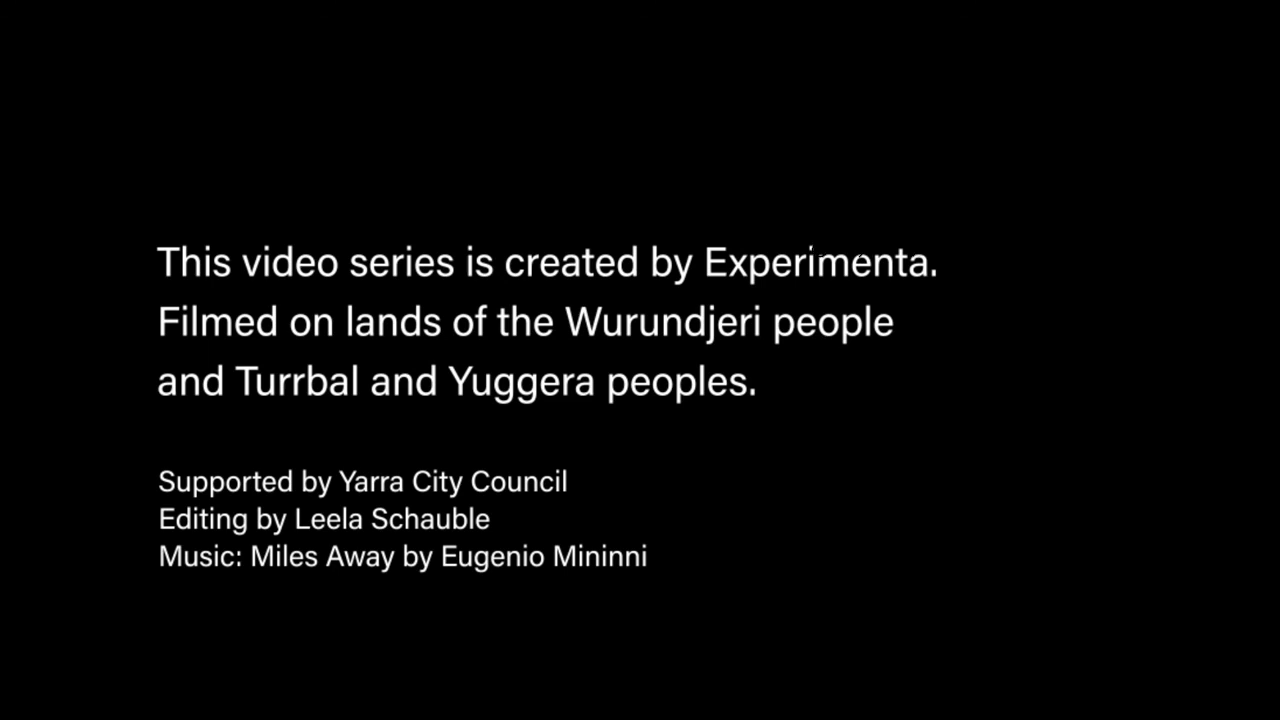 This video series is created by Experimenta.
Filmed on lands of the Wurundjeri people
and Turrbal and Yuggera peoples.
Supported by Yarra City Council
Editing by Leela Schauble
Music: Miles Away by Eugenio Mininni